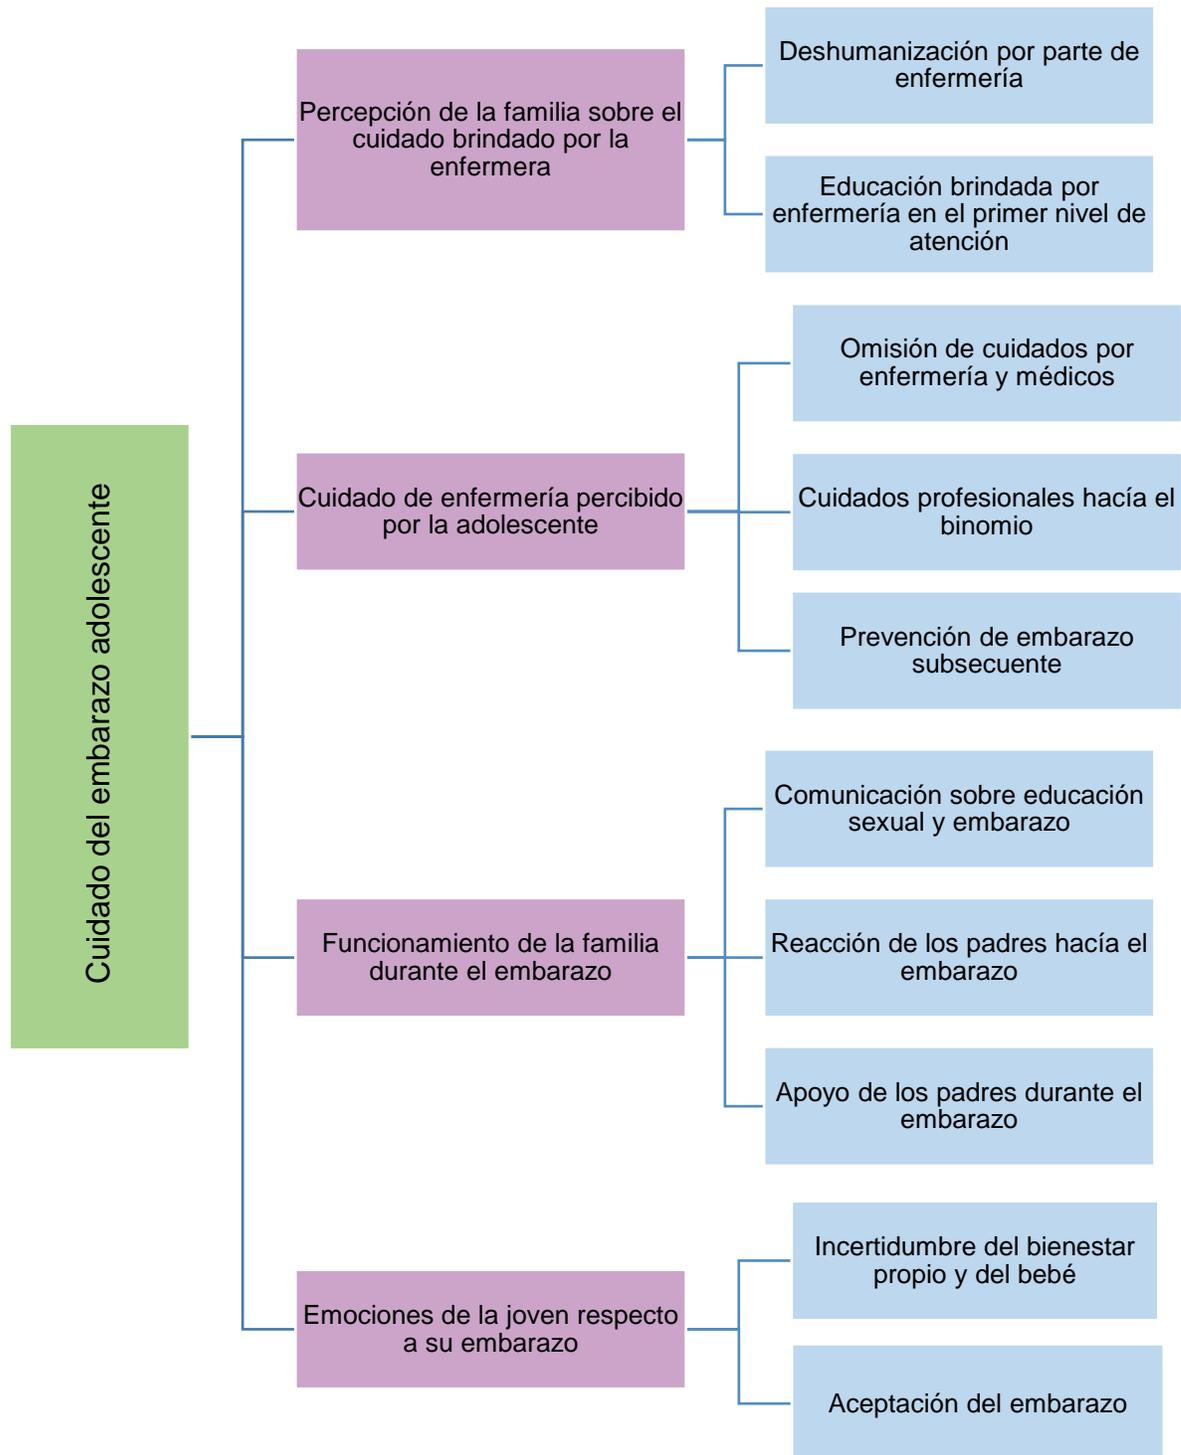 Cuidado del embarazo adolescente
Percepción de la familia sobre el
cuidado brindado por la
enfermera
Deshumanización por parte de
enfermería
Educación brindada por
enfermería en el primer nivel de
atención
Cuidado de enfermería percibido
por la adolescente
Omisión de cuidados por
enfermería y médicos
Cuidados profesionales hacía el
binomio
Prevención de embarazo
subsecuente
Funcionamiento de la familia
durante el embarazo
Comunicación sobre educación
sexual y embarazo
Reacción de los padres hacía el
embarazo
Apoyo de los padres durante el
embarazo
Emociones de la joven respecto
a su embarazo
Incertidumbre del bienestar
propio y del bebé
Aceptación del embarazo